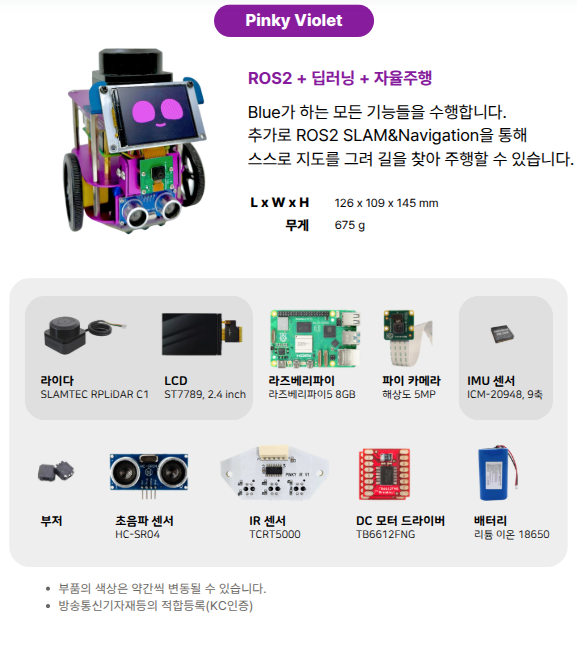 Pinky Violet
ROS2 + 딥러닝 + 자율주행
Blue가 하는 모든 기능들을 수행합니다.
추가로 ROS2 SLAM&Navigation을 통해
스스로 지도를 그려 길을 찾아 주행할 수 있습니다.
L x W x H 126 x 109 x 145 mm
무게 675 g
라이다
SLAMTEC RPLiDAR C1
LCD
ST7789, 2.4 inch
라즈베리파이
라즈베리파이5 8GB
파이 카메라
해상도 5MP
IMU 센서
ICM-20948, 9축
부저
초음파 센서
HC-SR04
IR 센서
TCRT5000
DC 모터 드라이버
TB6612FNG
배터리
리튬 이온 18650
• 부품의 색상은 약간씩 변동될 수 있습니다.
• 방송통신기자재등의 적합등록(KC인증)